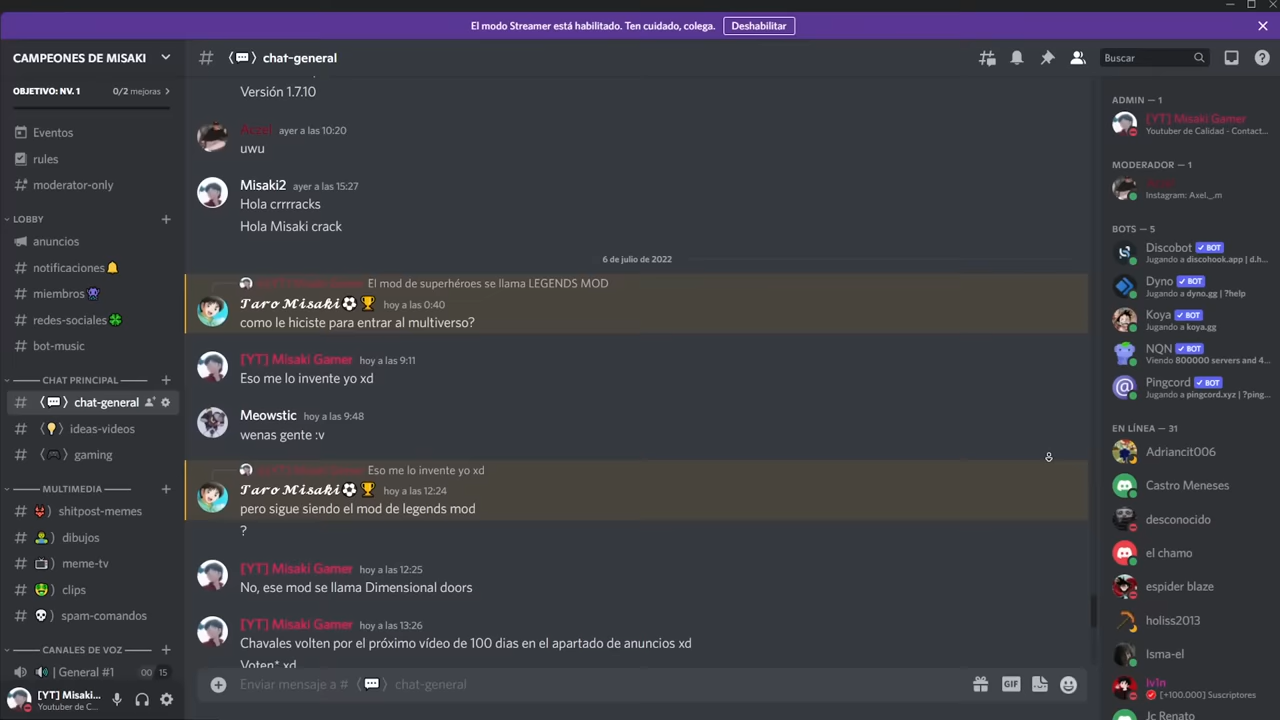 El modo Streamer está habilitado. Ten cuidado, colega. Deshabilitar
CAMPEONES DE MISAKI
OBJETIVO: NV. 1 0/2 mejoras
Eventos
rules
moderator-only
LOBBY
anuncios
notificaciones🔔
miembros👾
redes-sociales🍀
bot-music
CHAT PRINCIPAL
〈💬〉 chat-general
〈💡〉 ideas-videos
〈🎮〉 gaming
MULTIMEDIA
shitpost-memes
dibujos
meme-tv
clips
spam-comandos
CANALES DE VOZ
| General #1 00 15
[YT] Misaki...
Youtuber de C...
# 〈💬〉 chat-general
Buscar
Versión 1.7.10
ayer a las 10:20
uwu
Misaki2 ayer a las 15:27
Hola crrrracks
Hola Misaki crack
6 de julio de 2022
El mod de superhéroes se llama LEGENDS MOD
𝓣𝓪𝓻𝓸 𝓜𝓲𝓼𝓪𝓴𝓲⚽🏆 hoy a las 0:40
como le hiciste para entrar al multiverso?
[YT] Misaki Gamer hoy a las 9:11
Eso me lo invente yo xd
Meowstic hoy a las 9:48
wenas gente :v
Eso me lo invente yo xd
𝓣𝓪𝓻𝓸 𝓜𝓲𝓼𝓪𝓴𝓲⚽🏆 hoy a las 12:24
pero sigue siendo el mod de legends mod
?
[YT] Misaki Gamer hoy a las 12:25
No, ese mod se llama Dimensional doors
[YT] Misaki Gamer hoy a las 13:26
Chavales volten por el próximo vídeo de 100 dias en el apartado de anuncios xd
Voten* xd
Enviar mensaje a # 〈💬〉 chat-general
GIF
ADMIN — 1
[YT] Misaki Gamer
Youtuber de Calidad - Contact...
MODERADOR — 1
Instagram: Axel._.m
BOTS — 5
Discobot ✓ BOT
Jugando a discohook.app | d.h...
Dyno ✓ BOT
Jugando a dyno.gg | ?help
Koya ✓ BOT
Jugando a koya.gg
NQN ✓ BOT
Viendo 800000 servers and 4...
Pingcord ✓ BOT
Jugando a pingcord.xyz | ?ping...
EN LÍNEA — 31
Adriancit006
Castro Meneses
desconocido
el chamo
espider blaze
holiss2013
Isma-el
lv1n
[+100.000] Suscriptores
Jc Renato